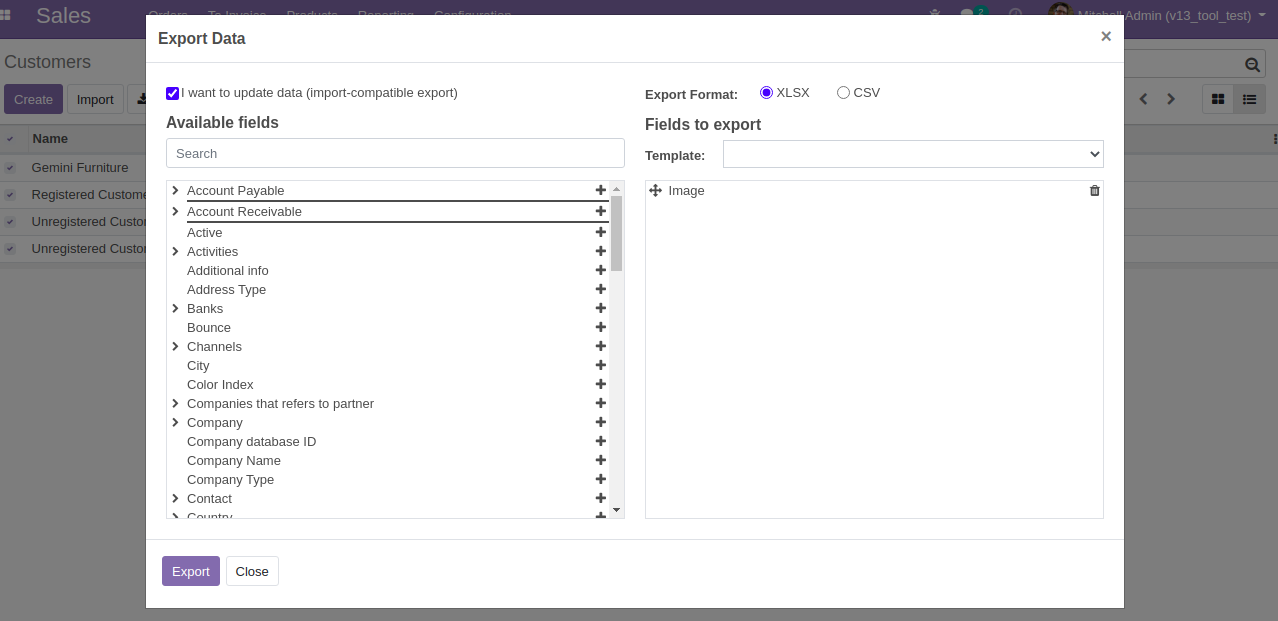 Sales Orders To Invoice Products Reporting Configuration 2 Mitchell Admin (v13_tool_test)
Export Data ×
Customers
Create Import
Name
Gemini Furniture
Registered Custome
Unregistered Custo
Unregistered Custo
I want to update data (import-compatible export)
Available fields
Search
Account Payable
Account Receivable
Active
Activities
Additional info
Address Type
Banks
Bounce
Channels
City
Color Index
Companies that refers to partner
Company
Company database ID
Company Name
Company Type
Contact
Country
Export Format: XLSX CSV
Fields to export
Template:
Image
Export Close